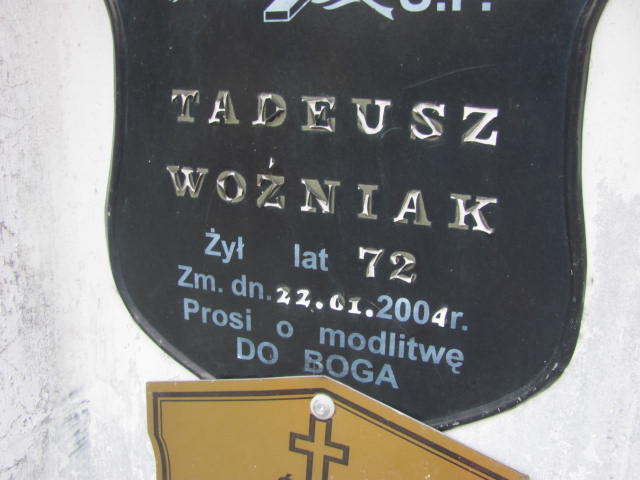 Ś.P.
TADEUSZ
WOŹNIAK
Żył lat 72
Zm. dn. 22.01.2004r.
Prosi o modlitwę
DO BOGA